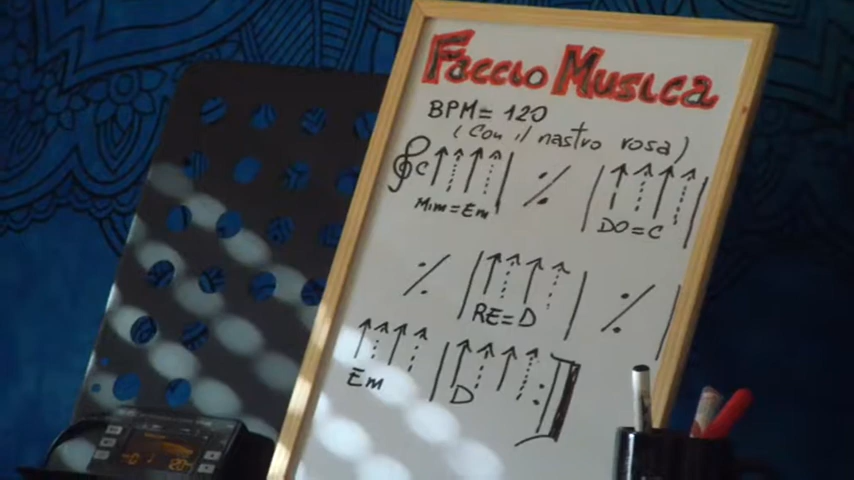 Faccio Musica
BPM = 120
(Con il nastro rosa)
C
Mim = Em
DO = C
RE = D
Em
D